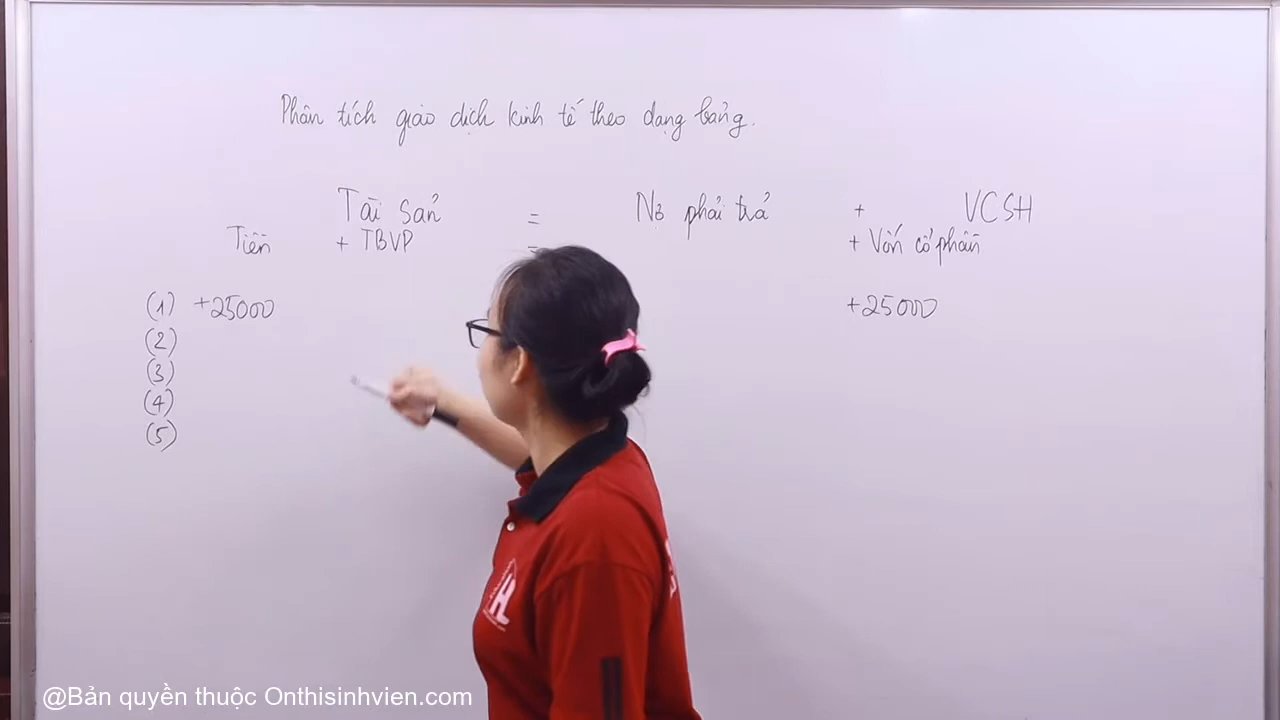 Phân tích giao dịch kinh tế theo dạng bảng.
Tài sản = Nợ phải trả + VCSH
Tiền + TBVP = + Vốn cổ phần
(1) +25000 +25000
(2)
(3)
(4)
(5)
@Bản quyền thuộc Onthisinhvien.com